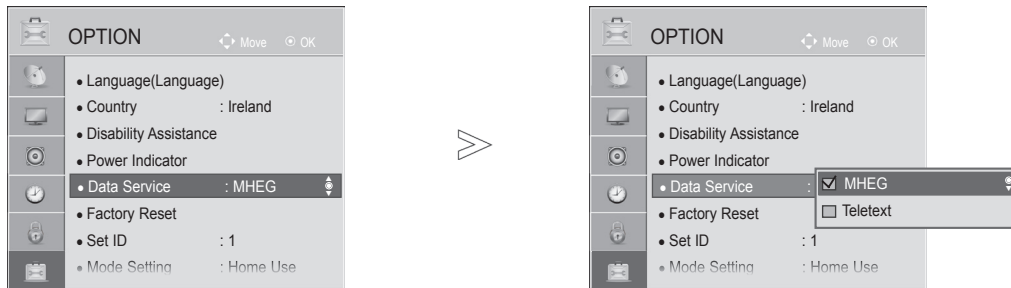 OPTION
Move OK
• Language(Language)
• Country : Ireland
• Disability Assistance
• Power Indicator
• Data Service : MHEG
• Factory Reset
• Set ID : 1
• Mode Setting : Home Use
OPTION
Move OK
• Language(Language)
• Country : Ireland
• Disability Assistance
• Power Indicator
• Data Service :
MHEG
Teletext
• Factory Reset
• Set ID : 1
• Mode Setting : Home Use